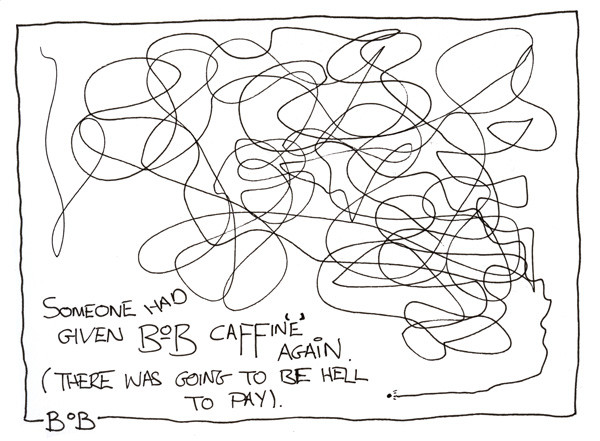 SOMEONE HAD
GIVEN BoB CAFFINE AGAIN.
(THERE WAS GOING TO BE HELL
TO PAY).
BoB